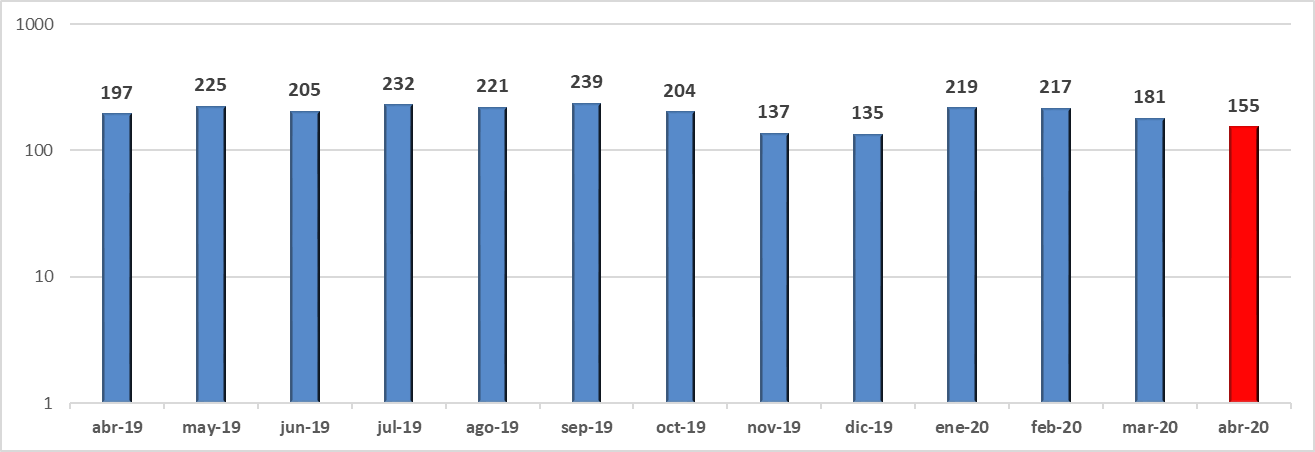 1000
100
10
1
197 225 205 232 221 239 204 137 135 219 217 181 155
abr-19 may-19 jun-19 jul-19 ago-19 sep-19 oct-19 nov-19 dic-19 ene-20 feb-20 mar-20 abr-20